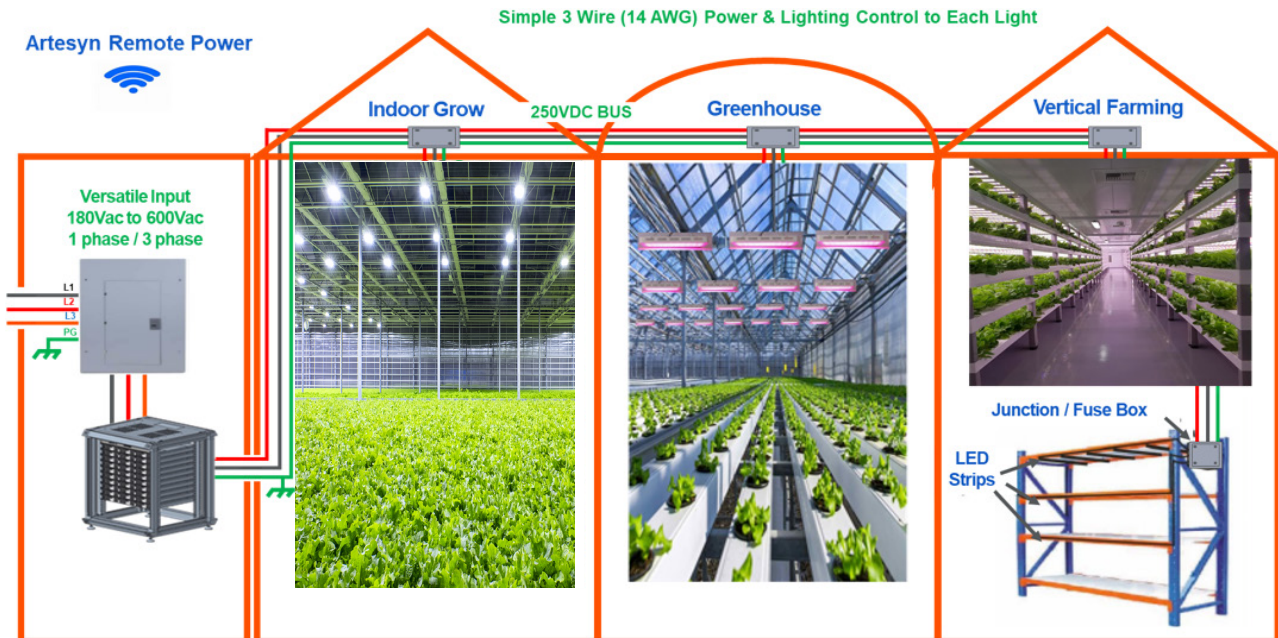 Simple 3 Wire (14 AWG) Power & Lighting Control to Each Light
Artesyn Remote Power
Indoor Grow
250VDC BUS
Greenhouse
Vertical Farming
Versatile Input
180Vac to 600Vac
1 phase / 3 phase
L1
L2
L3
PG
Junction / Fuse Box
LED
Strips